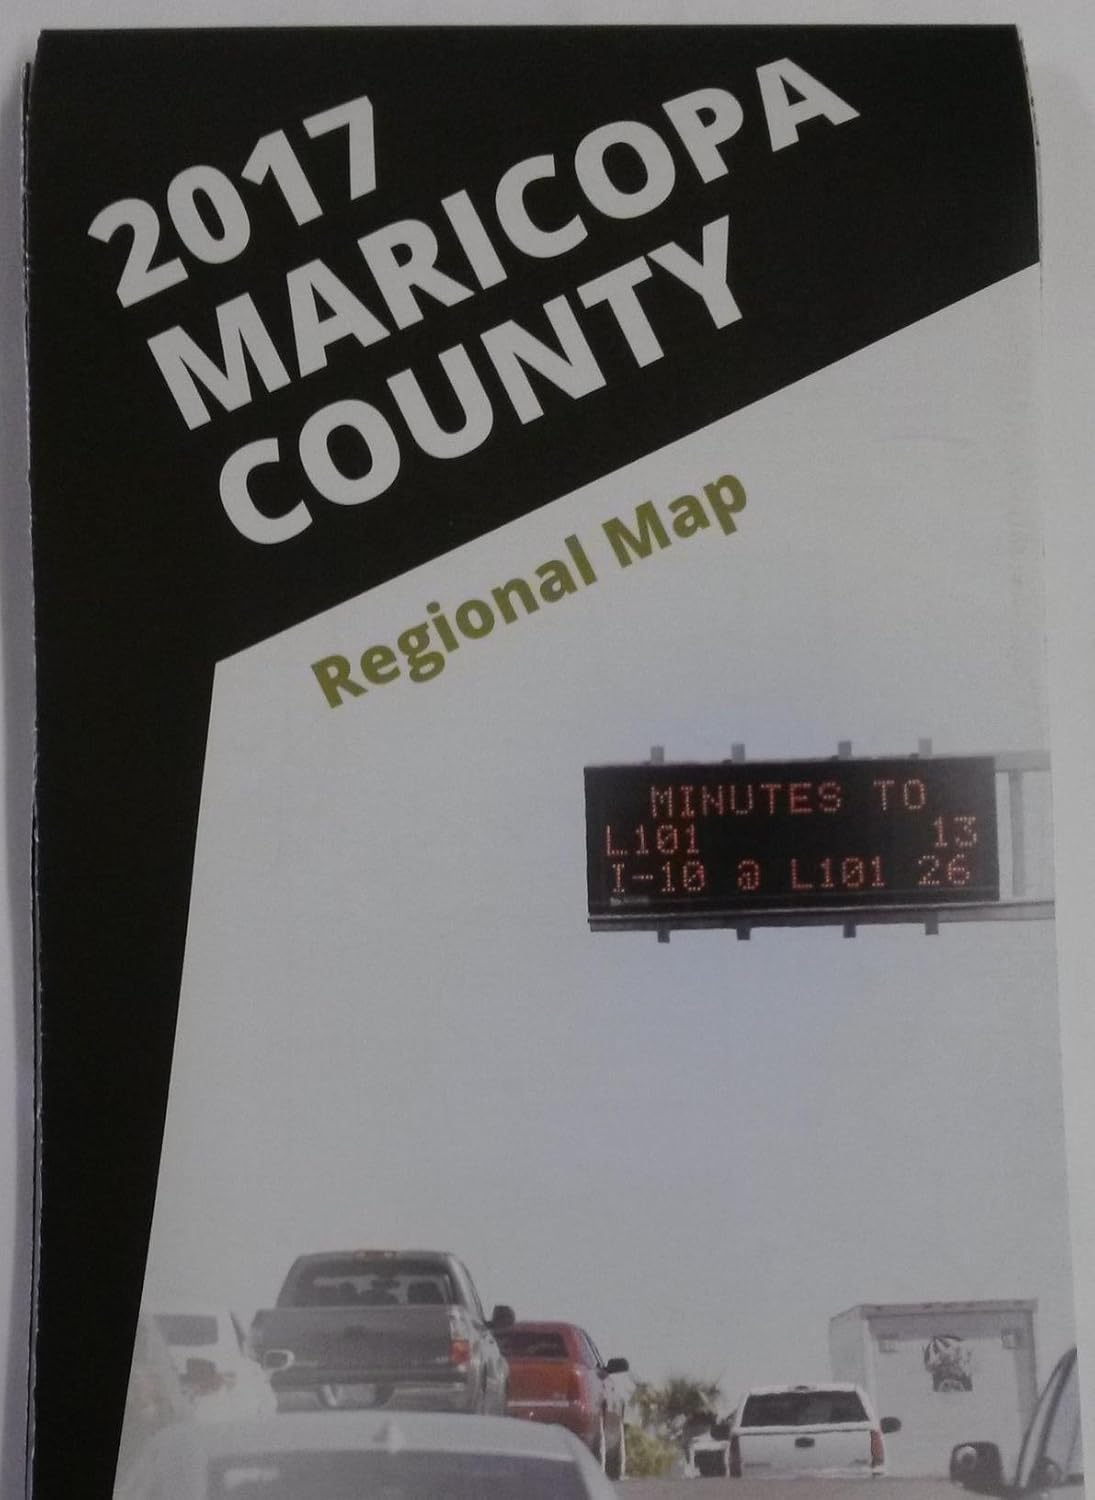 2017
MARICOPA
COUNTY
Regional Map
MINUTES TO
L101 13
I-10 @ L101 26